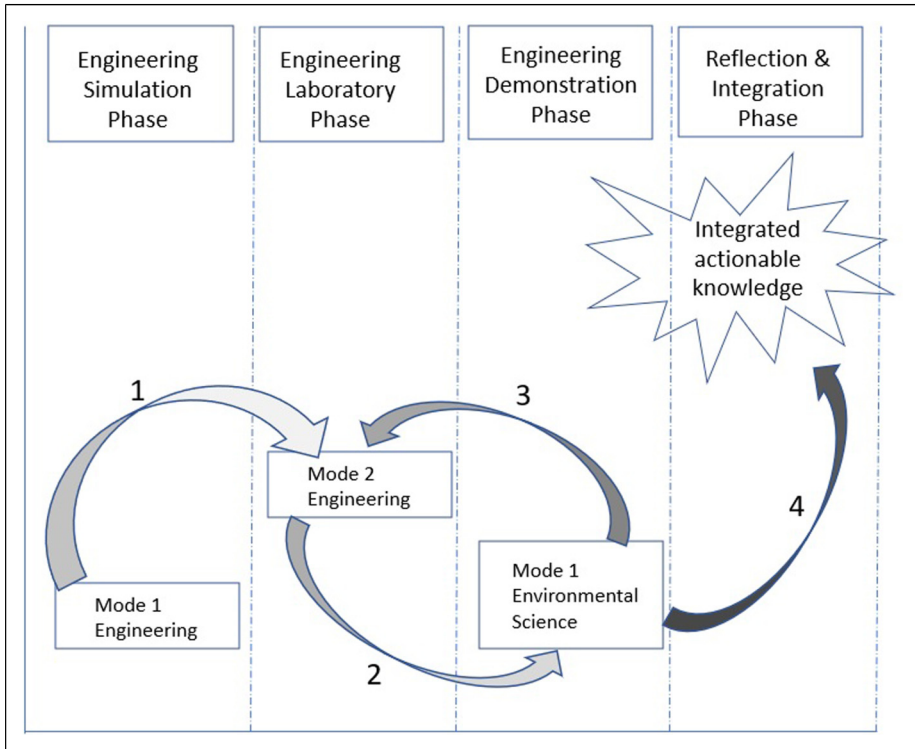 Engineering
Simulation
Phase
Engineering
Laboratory
Phase
Engineering
Demonstration
Phase
Reflection &
Integration
Phase
Integrated
actionable
knowledge
1
3
Mode 2
Engineering
4
Mode 1
Environmental
Science
Mode 1
Engineering
2